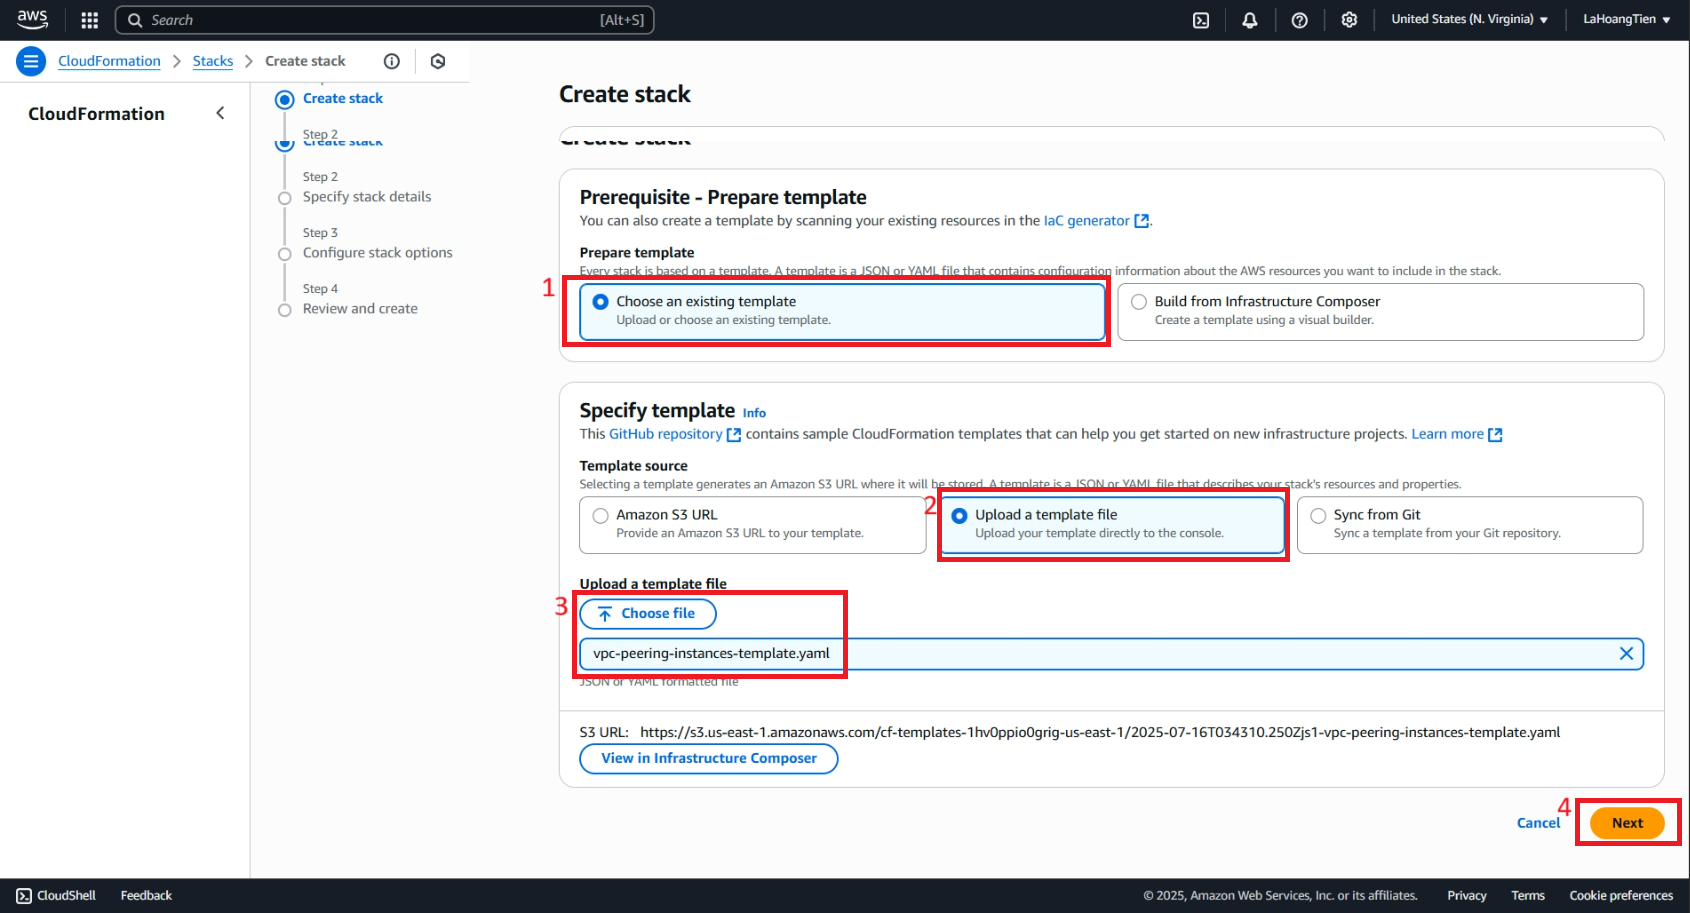 aws
Search [Alt+S]
United States (N. Virginia)
LaHoangTien
CloudFormation
Stacks
Create stack
CloudFormation
Create stack
Step 2
Create stack
Step 2
Specify stack details
Step 3
Configure stack options
Step 4
Review and create
Create stack
Create stack
Prerequisite - Prepare template
You can also create a template by scanning your existing resources in the IaC generator.
Prepare template
Every stack is based on a template. A template is a JSON or YAML file that contains configuration information about the AWS resources you want to include in the stack.
1
Choose an existing template
Upload or choose an existing template.
Build from Infrastructure Composer
Create a template using a visual builder.
Specify template Info
This GitHub repository contains sample CloudFormation templates that can help you get started on new infrastructure projects. Learn more
Template source
Selecting a template generates an Amazon S3 URL where it will be stored. A template is a JSON or YAML file that describes your stack's resources and properties.
Amazon S3 URL
Provide an Amazon S3 URL to your template.
2
Upload a template file
Upload your template directly to the console.
Sync from Git
Sync a template from your Git repository.
Upload a template file
3
Choose file
vpc-peering-instances-template.yaml
JSON or YAML formatted file
S3 URL: https://s3.us-east-1.amazonaws.com/cf-templates-1hv0ppio0grig-us-east-1/2025-07-16T034310.250Zjs1-vpc-peering-instances-template.yaml
View in Infrastructure Composer
Cancel
4
Next
CloudShell
Feedback
© 2025, Amazon Web Services, Inc. or its affiliates.
Privacy
Terms
Cookie preferences